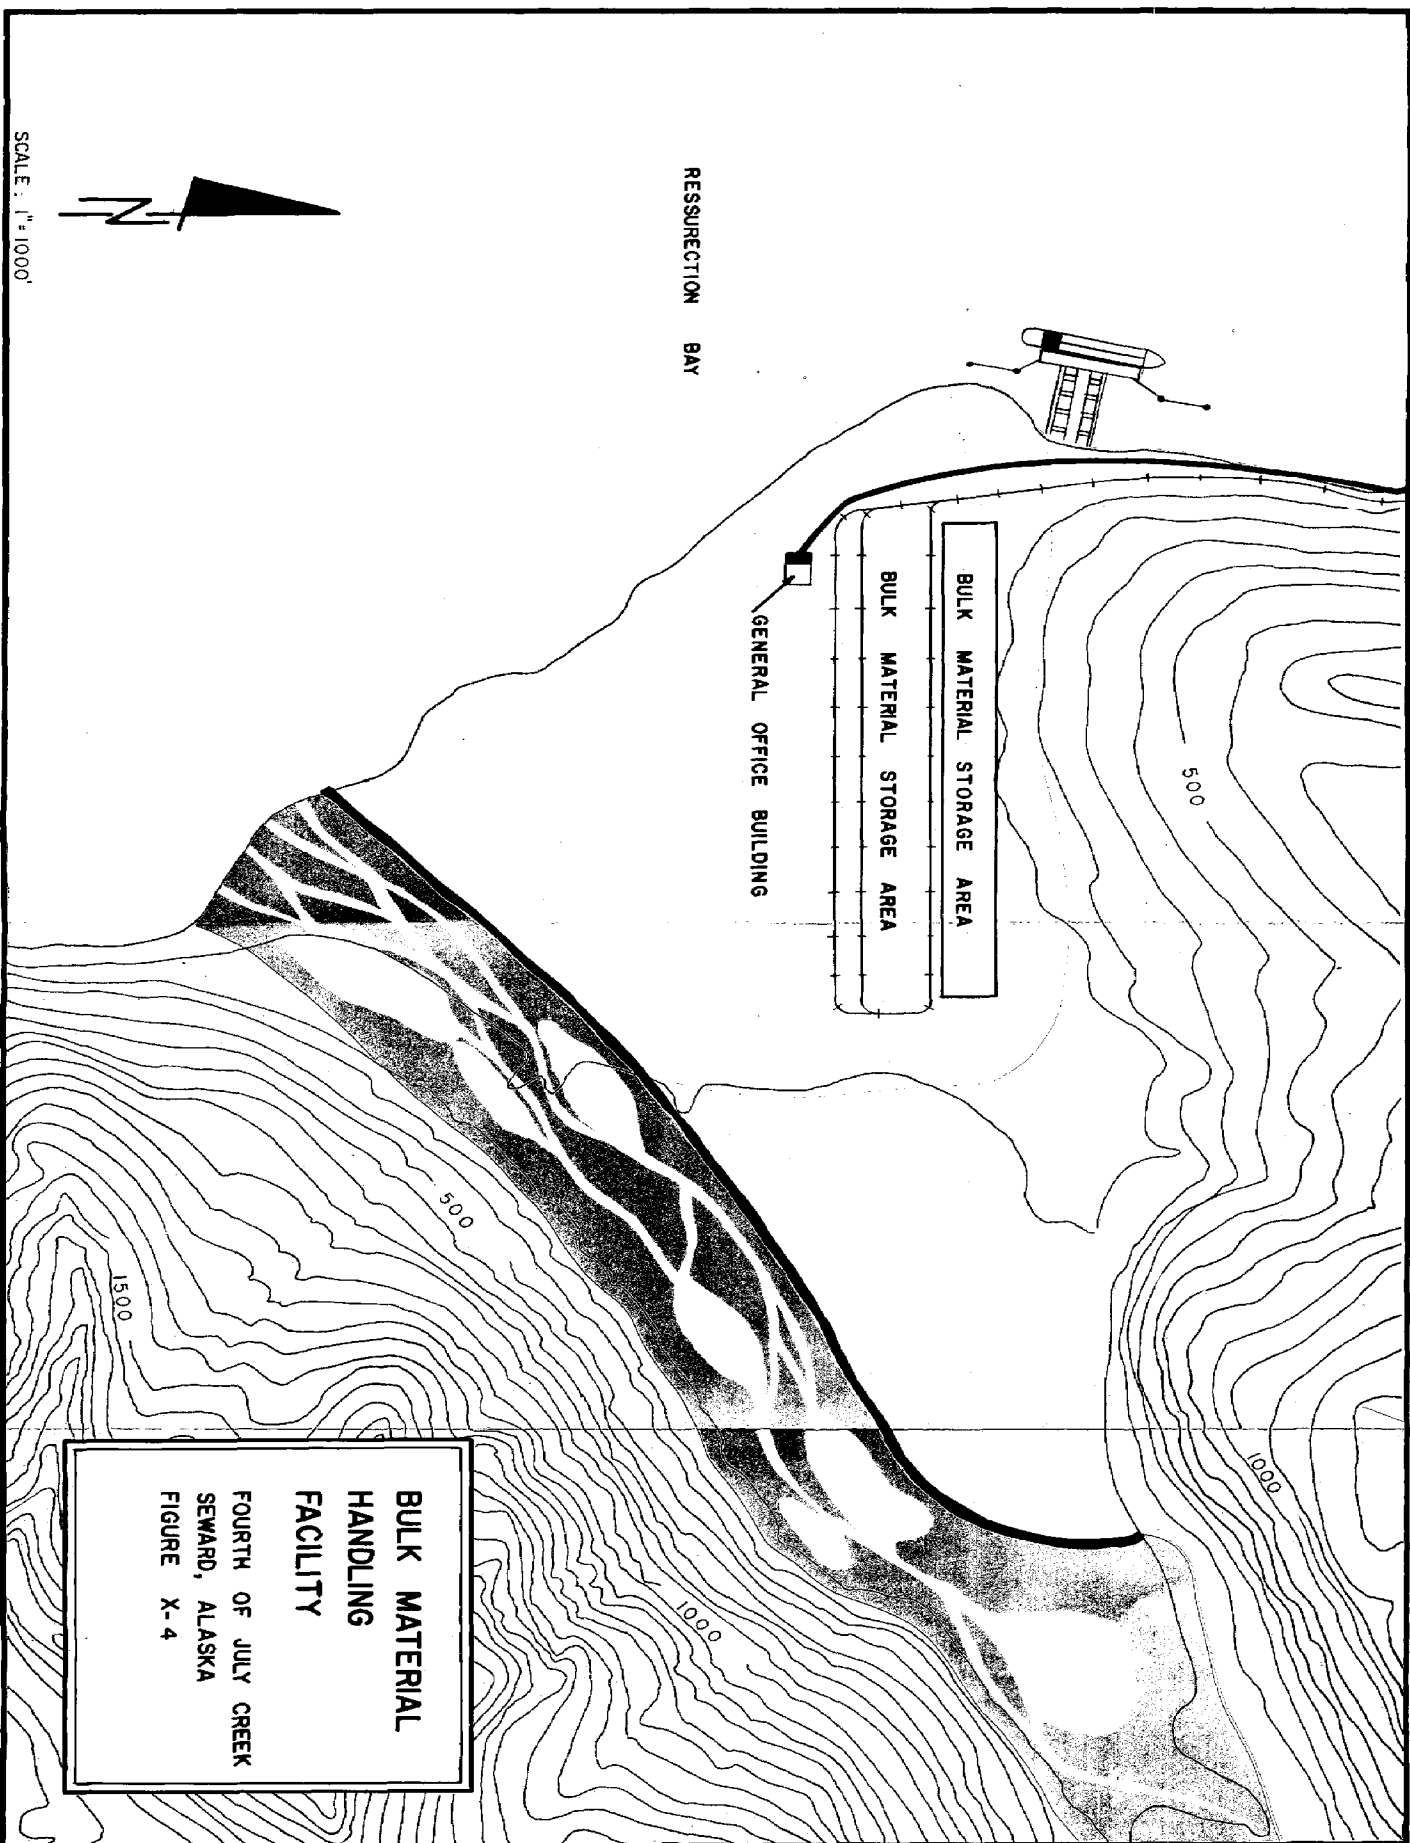 RESSURECTION BAY
BULK MATERIAL STORAGE AREA
BULK MATERIAL STORAGE AREA
GENERAL OFFICE BUILDING
500
500
1500
1000
1000
N
SCALE: 1" = 1000'
BULK MATERIAL
HANDLING
FACILITY
FOURTH OF JULY CREEK
SEWARD, ALASKA
FIGURE X-4